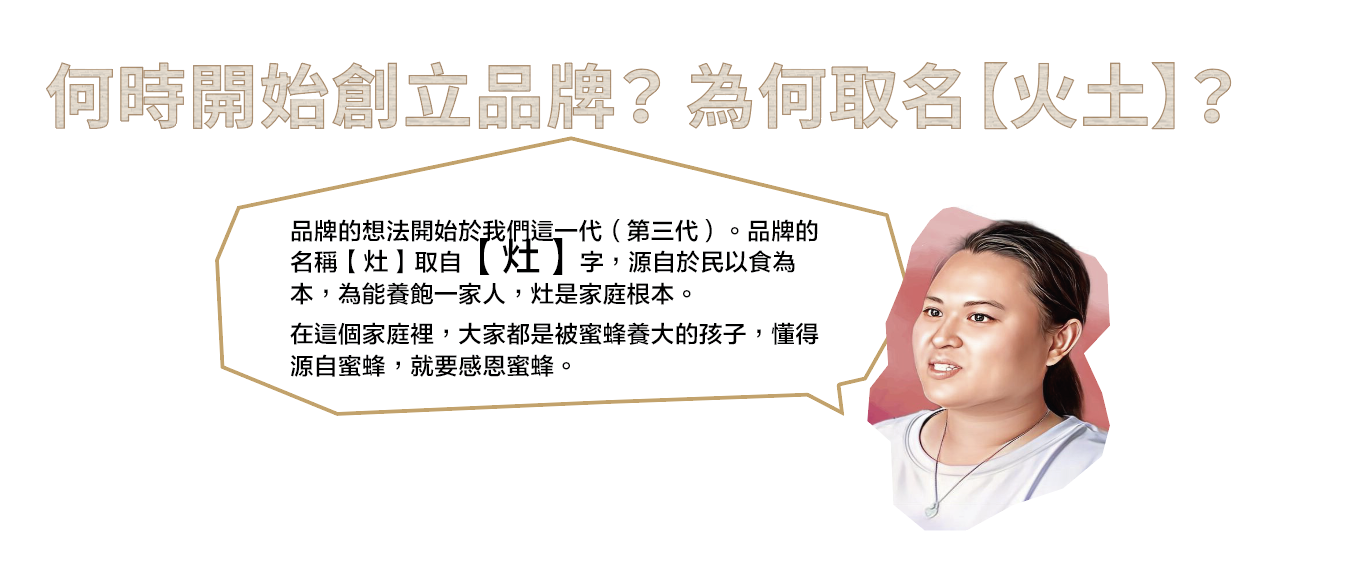 何時開始創立品牌？為何取名【火土】？
品牌的想法開始於我們這一代（第三代）。品牌的
名稱【灶】取自【灶】字，源自於民以食為
本，為能養飽一家人，灶是家庭根本。
在這個家庭裡，大家都是被蜜蜂養大的孩子，懂得
源自蜜蜂，就要感恩蜜蜂。